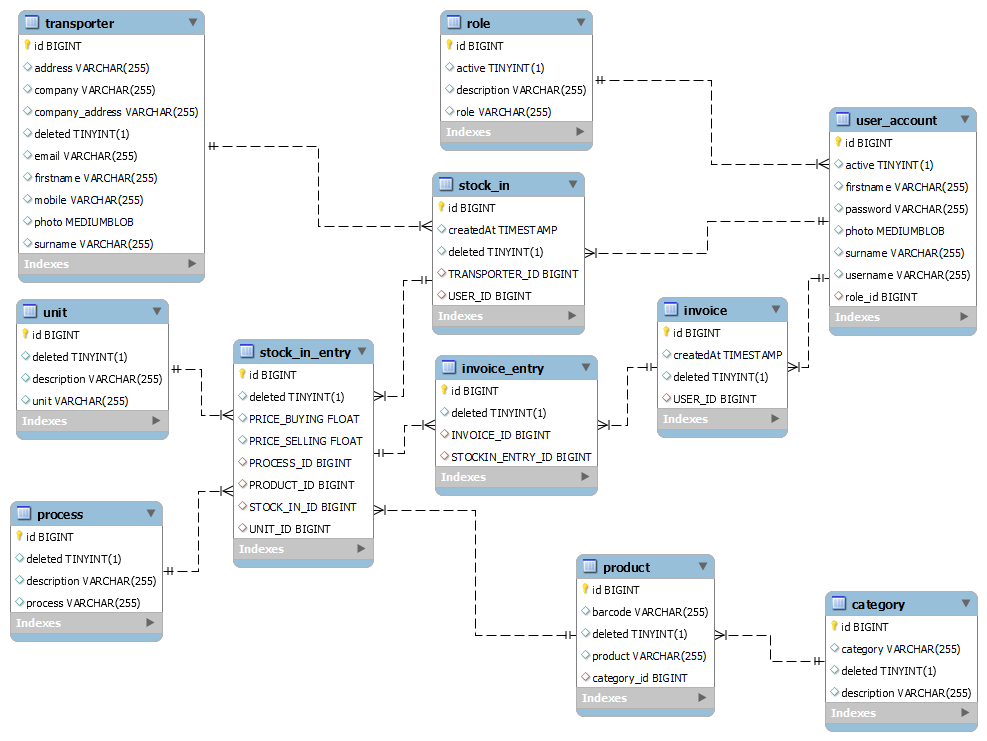 transporter
id BIGINT
address VARCHAR(255)
company VARCHAR(255)
company_address VARCHAR(255)
deleted TINYINT(1)
email VARCHAR(255)
firstname VARCHAR(255)
mobile VARCHAR(255)
photo MEDIUMBLOB
surname VARCHAR(255)
Indexes
role
id BIGINT
active TINYINT(1)
description VARCHAR(255)
role VARCHAR(255)
Indexes
user_account
id BIGINT
active TINYINT(1)
firstname VARCHAR(255)
password VARCHAR(255)
photo MEDIUMBLOB
surname VARCHAR(255)
username VARCHAR(255)
role_id BIGINT
Indexes
stock_in
id BIGINT
createdAt TIMESTAMP
deleted TINYINT(1)
TRANSPORTER_ID BIGINT
USER_ID BIGINT
Indexes
unit
id BIGINT
deleted TINYINT(1)
description VARCHAR(255)
unit VARCHAR(255)
Indexes
stock_in_entry
id BIGINT
deleted TINYINT(1)
PRICE_BUYING FLOAT
PRICE_SELLING FLOAT
PROCESS_ID BIGINT
PRODUCT_ID BIGINT
STOCK_IN_ID BIGINT
UNIT_ID BIGINT
Indexes
invoice_entry
id BIGINT
deleted TINYINT(1)
INVOICE_ID BIGINT
STOCKIN_ENTRY_ID BIGINT
Indexes
invoice
id BIGINT
createdAt TIMESTAMP
deleted TINYINT(1)
USER_ID BIGINT
Indexes
process
id BIGINT
deleted TINYINT(1)
description VARCHAR(255)
process VARCHAR(255)
Indexes
product
id BIGINT
barcode VARCHAR(255)
deleted TINYINT(1)
product VARCHAR(255)
category_id BIGINT
Indexes
category
id BIGINT
category VARCHAR(255)
deleted TINYINT(1)
description VARCHAR(255)
Indexes